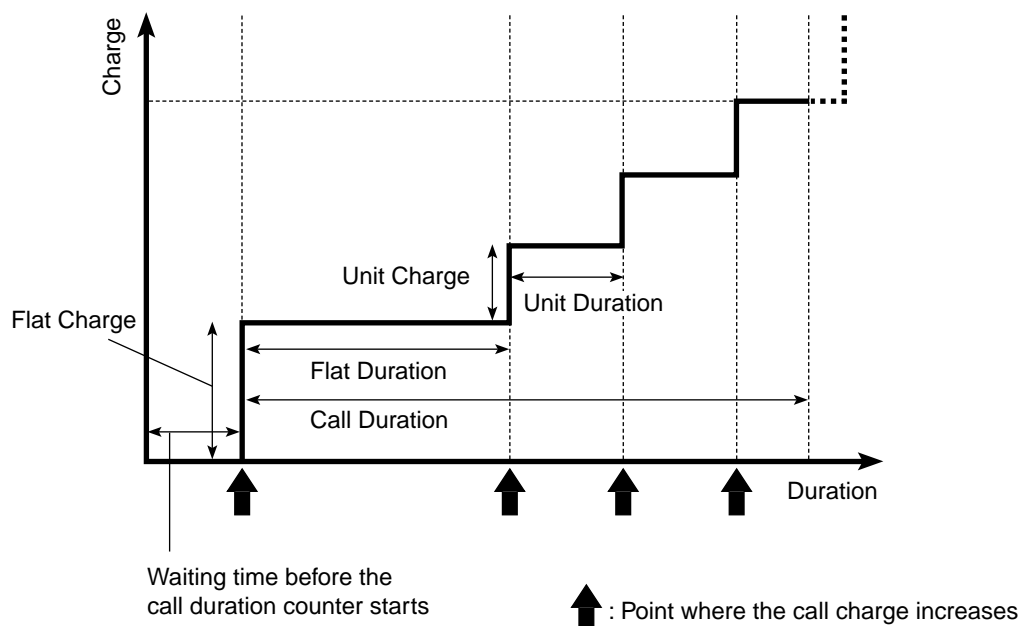 Charge
Unit Charge
Unit Duration
Flat Charge
Flat Duration
Call Duration
Duration
Waiting time before the
call duration counter starts
: Point where the call charge increases